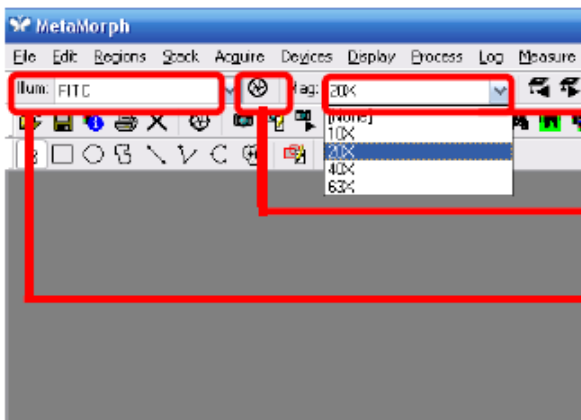 MetaMorph
File Edit Regions Stack Acquire Devices Display Process Log Measure
Illum: FITC Mag: 20X
[None]
10X
20X
40X
63X